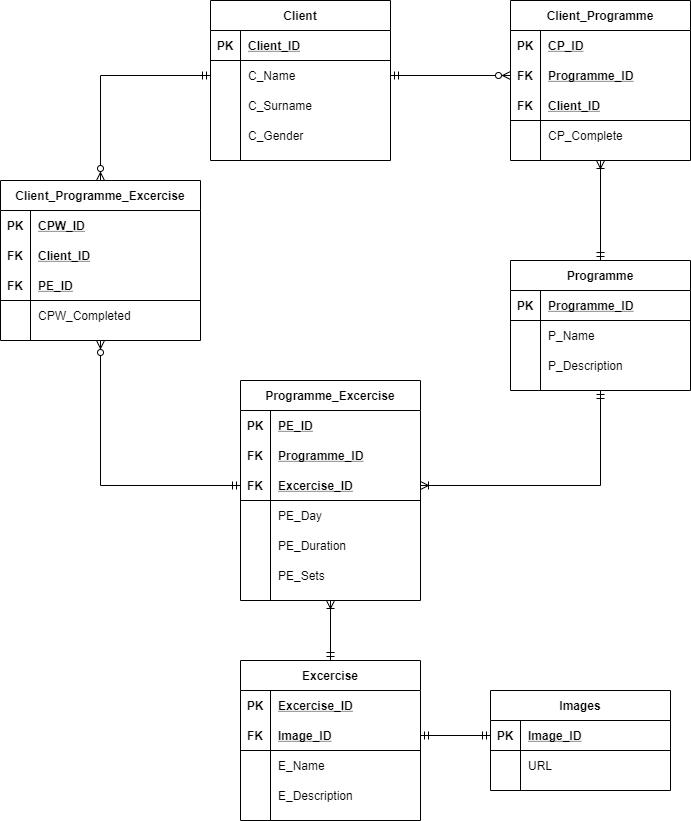 Client
PK Client_ID
C_Name
C_Surname
C_Gender
Client_Programme
PK CP_ID
FK Programme_ID
FK Client_ID
CP_Complete
Client_Programme_Excercise
PK CPW_ID
FK Client_ID
FK PE_ID
CPW_Completed
Programme
PK Programme_ID
P_Name
P_Description
Programme_Excercise
PK PE_ID
FK Programme_ID
FK Excercise_ID
PE_Day
PE_Duration
PE_Sets
Excercise
PK Excercise_ID
FK Image_ID
E_Name
E_Description
Images
PK Image_ID
URL